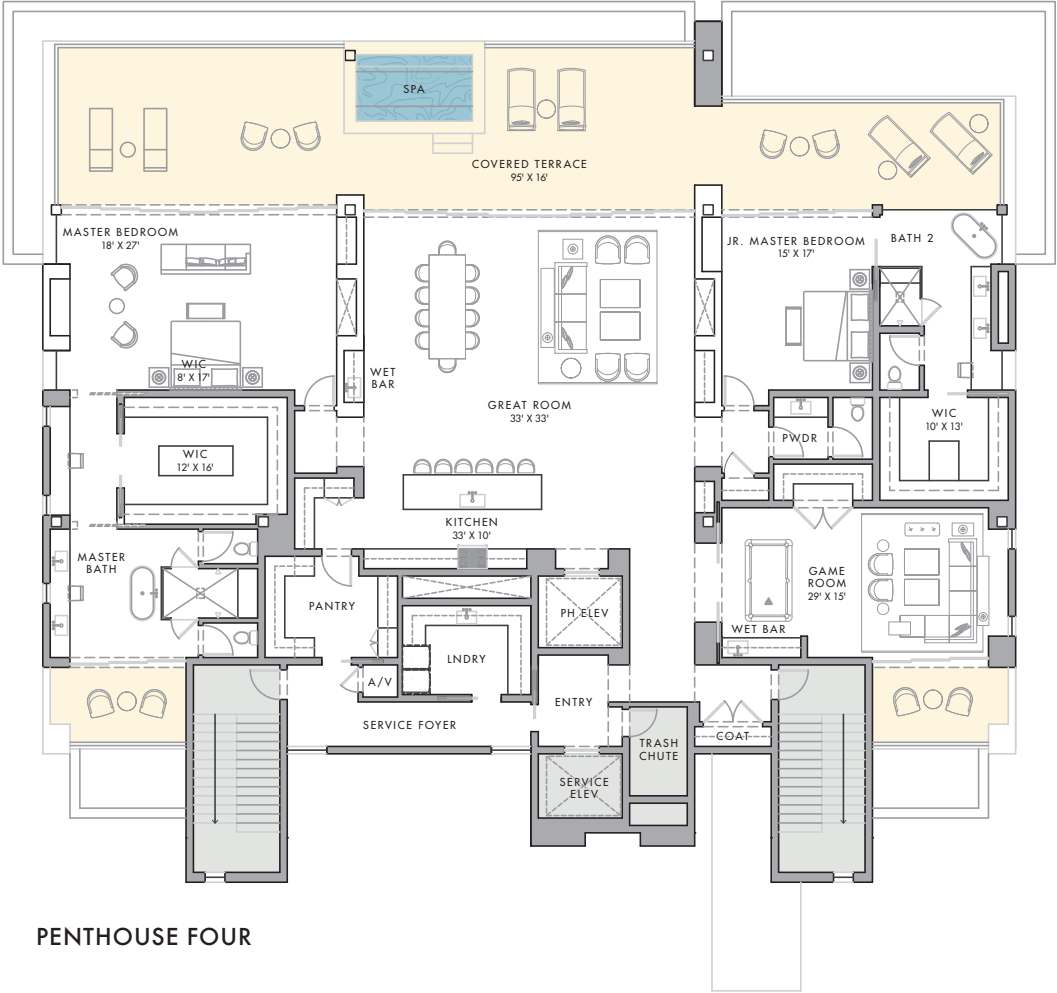 SPA
COVERED TERRACE
95' X 16'
MASTER BEDROOM
18' X 27'
JR. MASTER BEDROOM
15' X 17'
BATH 2
WIC
8' X 17'
WET
BAR
GREAT ROOM
33' X 33'
WIC
10' X 13'
PWDR
WIC
12' X 16'
KITCHEN
33' X 10'
MASTER
BATH
GAME
ROOM
29' X 15'
PANTRY
PH ELEV
WET BAR
LNDRY
A/V
ENTRY
SERVICE FOYER
COAT
TRASH
CHUTE
SERVICE
ELEV
PENTHOUSE FOUR